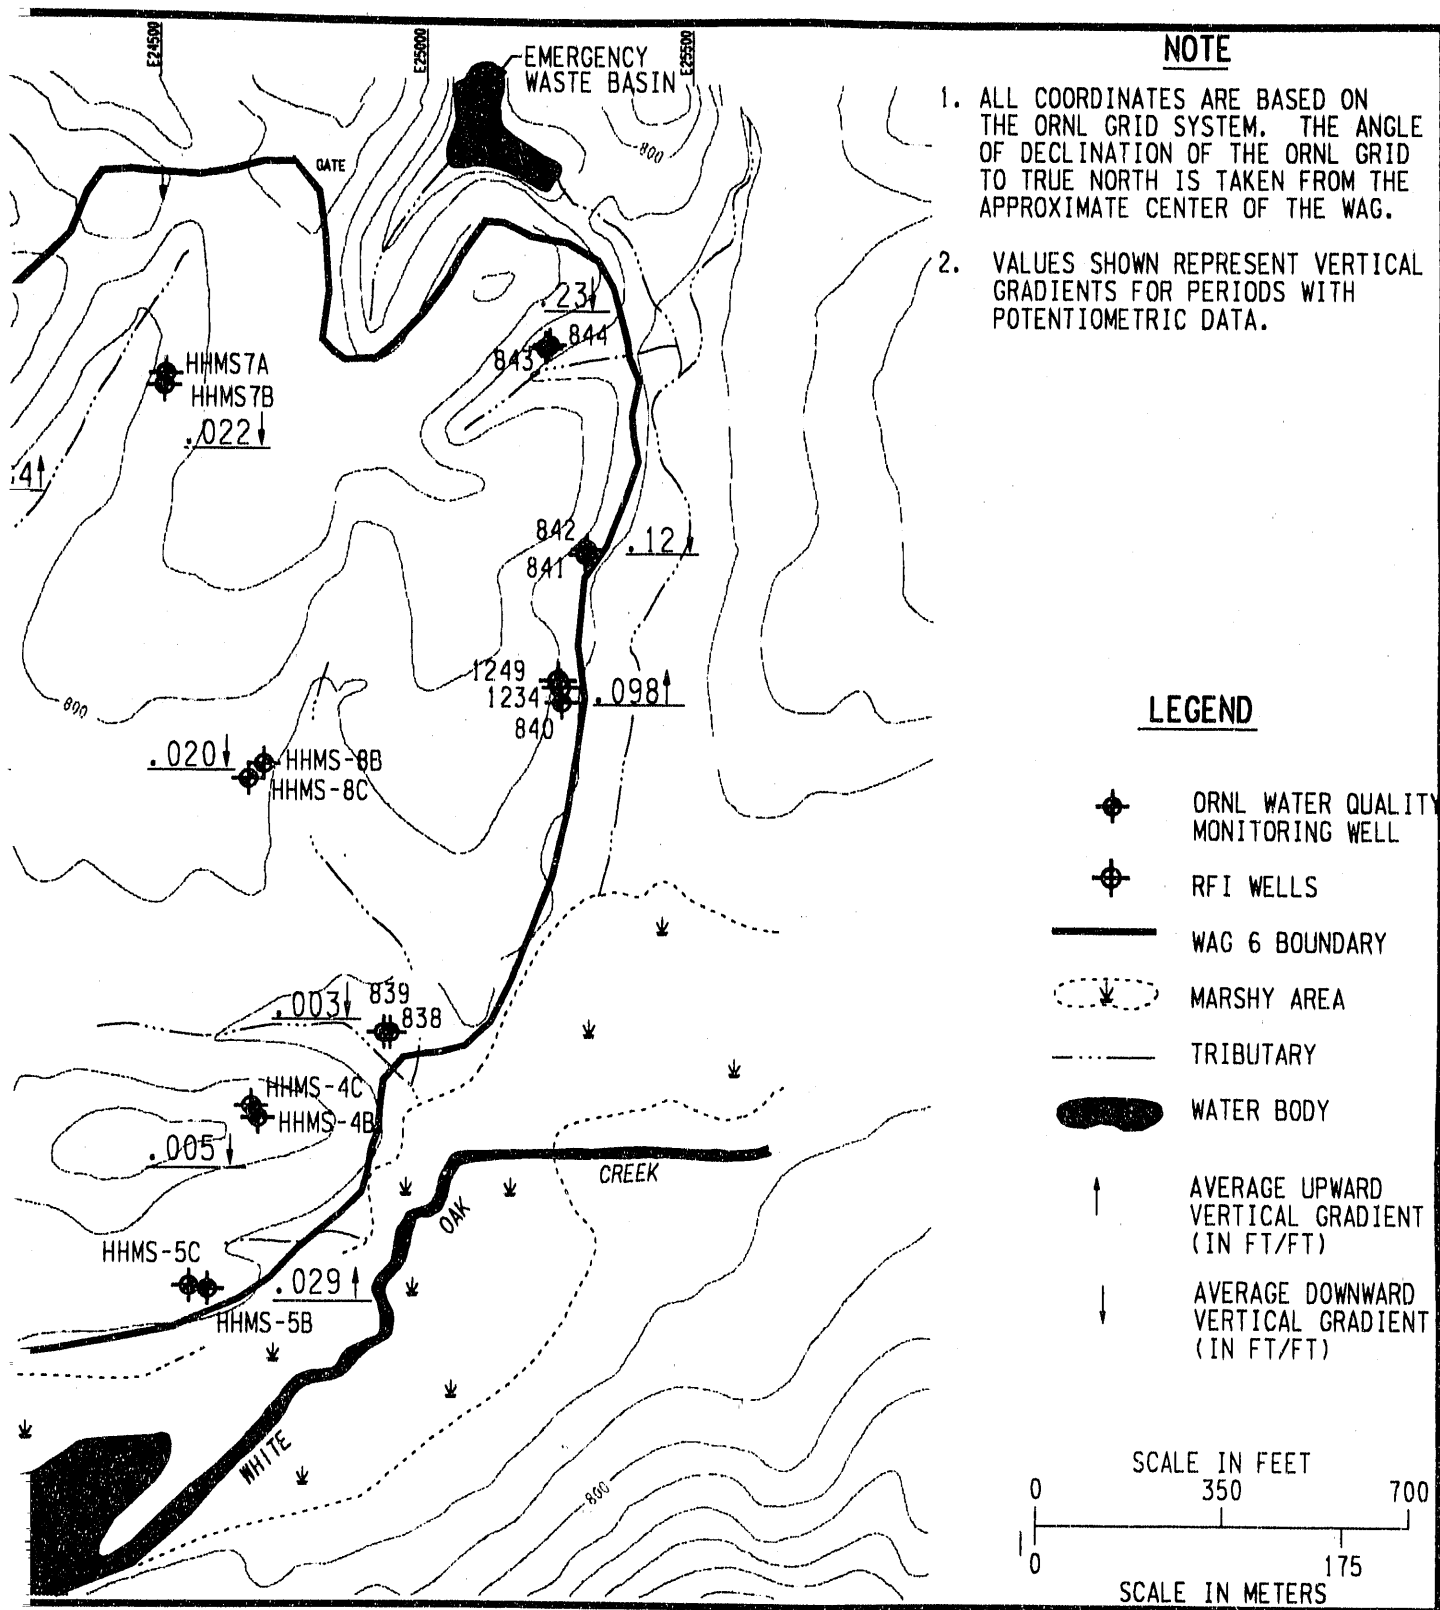 E24500
E25000
E25500
EMERGENCY
WASTE BASIN
GATE
800
.23
844
843
HHMS7A
HHMS7B
.022
4
842
841
.12
1249
1234
840
.098
800
.020
HHMS-8B
HHMS-8C
.003
839
838
HHMS-4C
HHMS-4B
.005
CREEK
OAK
WHITE
HHMS-5C
HHMS-5B
.029
800
NOTE
1. ALL COORDINATES ARE BASED ON
THE ORNL GRID SYSTEM. THE ANGLE
OF DECLINATION OF THE ORNL GRID
TO TRUE NORTH IS TAKEN FROM THE
APPROXIMATE CENTER OF THE WAG.
2. VALUES SHOWN REPRESENT VERTICAL
GRADIENTS FOR PERIODS WITH
POTENTIOMETRIC DATA.
LEGEND
ORNL WATER QUALITY
MONITORING WELL
RFI WELLS
WAG 6 BOUNDARY
MARSHY AREA
TRIBUTARY
WATER BODY
AVERAGE UPWARD
VERTICAL GRADIENT
(IN FT/FT)
AVERAGE DOWNWARD
VERTICAL GRADIENT
(IN FT/FT)
SCALE IN FEET
0 350 700
0 175
SCALE IN METERS